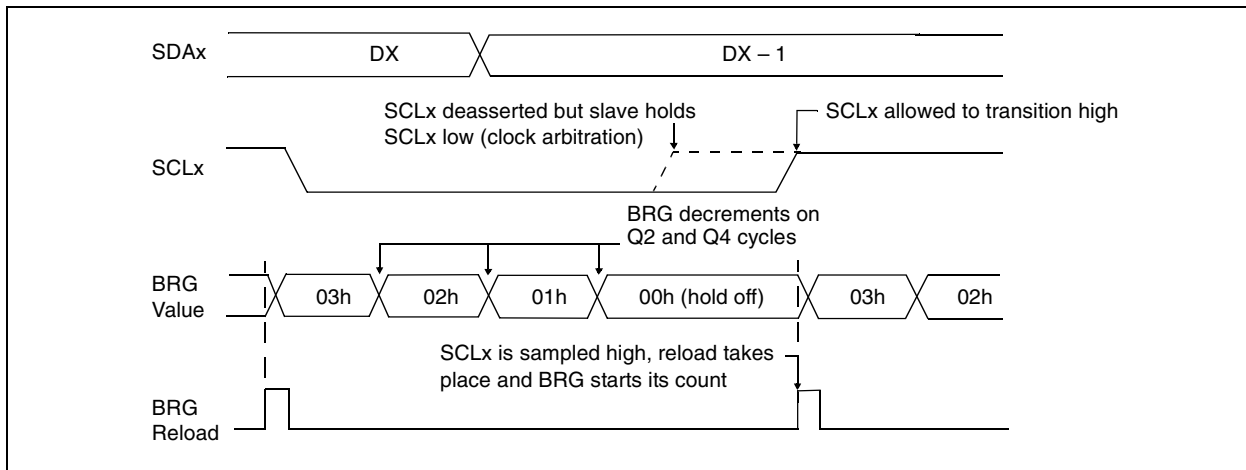 SDAx
DX
DX – 1
SCLx deasserted but slave holds
SCLx low (clock arbitration)
SCLx allowed to transition high
SCLx
BRG decrements on
Q2 and Q4 cycles
BRG
Value
03h
02h
01h
00h (hold off)
03h
02h
SCLx is sampled high, reload takes
place and BRG starts its count
BRG
Reload